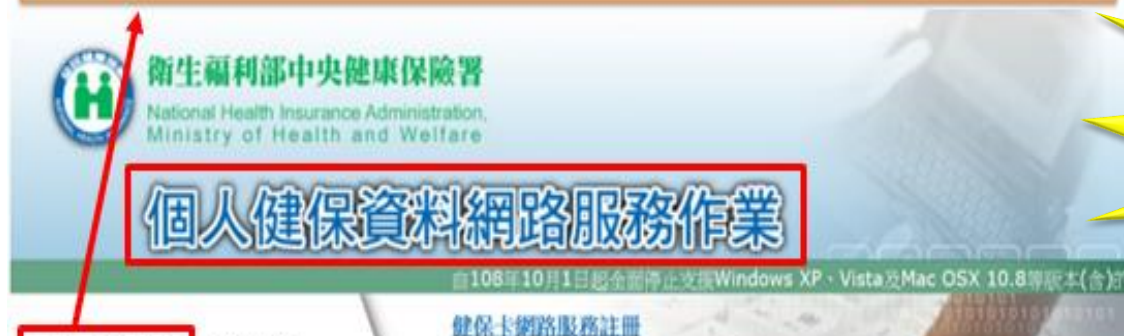 衛生福利部中央健康保險署
National Health Insurance Administration,
Ministry of Health and Welfare
個人健保資料網路服務作業
自108年10月1日起全面停止支援Windows XP、Vista及Mac OSX 10.8等版本(含)
健保卡網路服務註冊